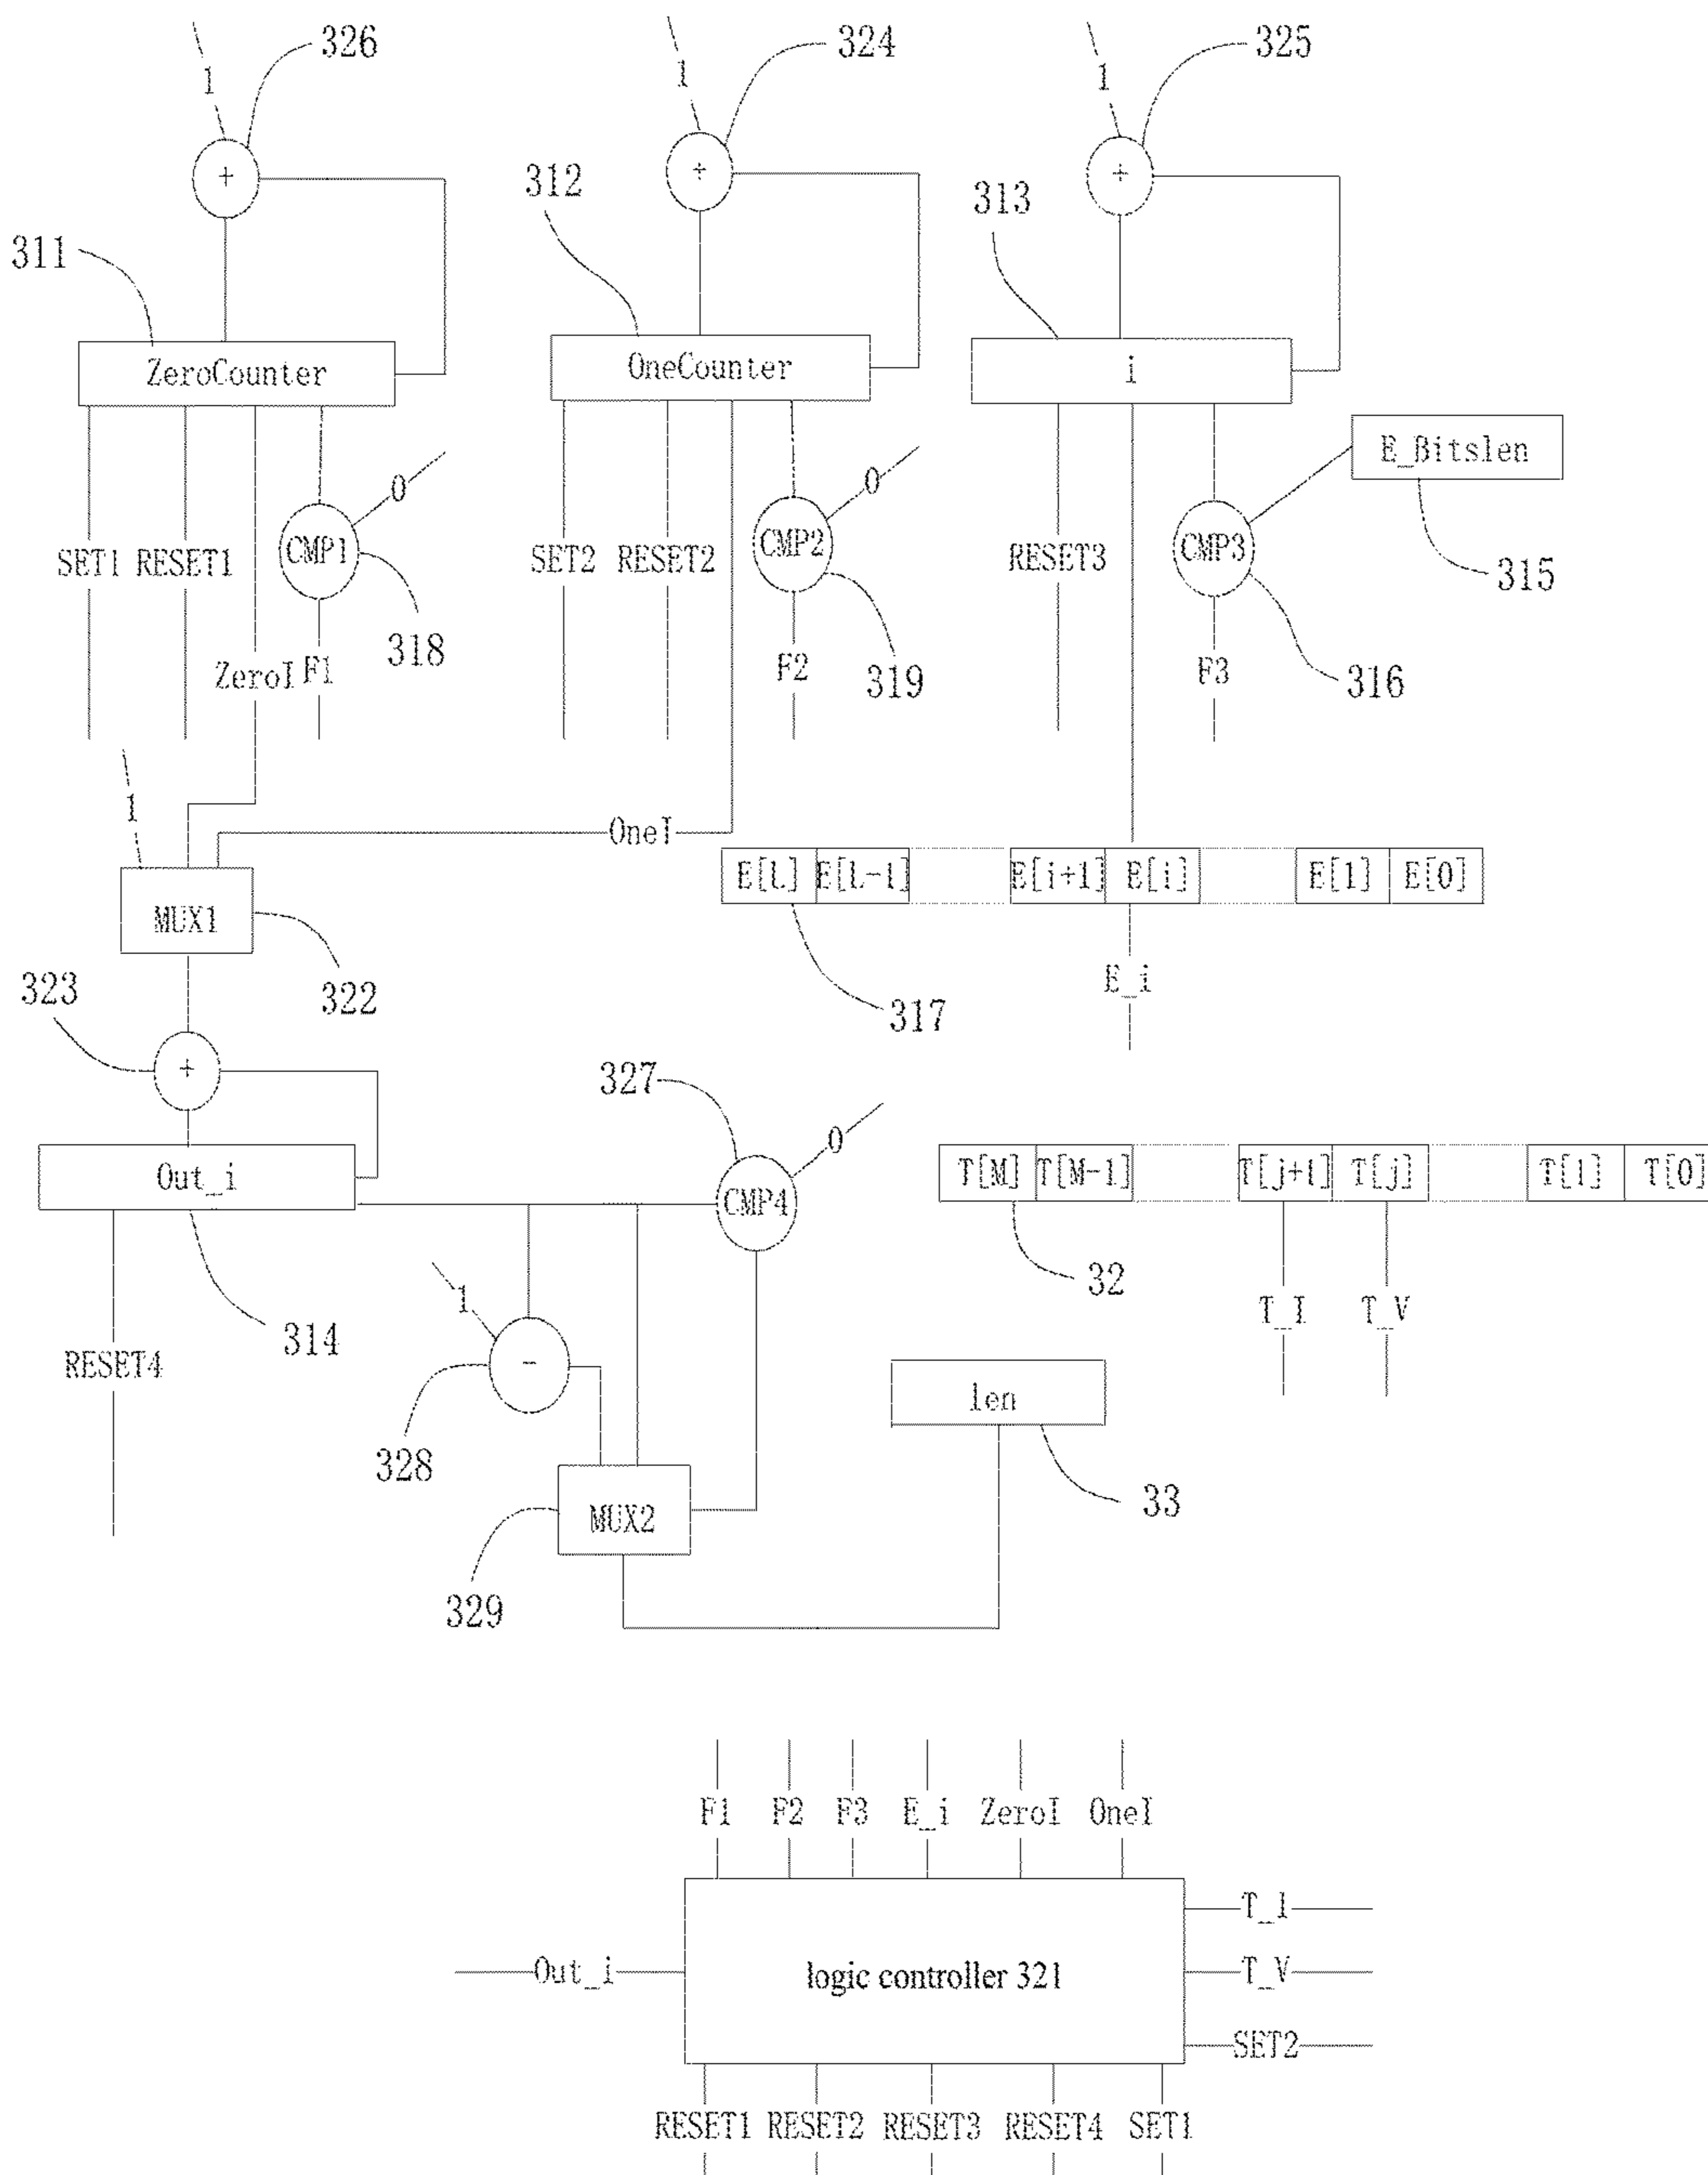 326 324 325
1 1 1
+ + +
312 313
311
ZeroCounter OneCounter i
E_Bitslen
0 0
SET1 RESET1 CMP1 SET2 RESET2 CMP2 RESET3 CMP3 315
318 319 316
ZeroI F1 F2 F3
1
OneI
E[L] E[L-1] E[i+1] E[i] E[1] E[0]
MUX1
323 322 317 E_i
+ 327
0
Out_i T[M] T[M-1] T[j+1] T[j] T[1] T[0]
CMP4
32
1 T_I T_V
314
RESET4 -
len
328
33
MUX2
329
F1 F2 F3 E_i ZeroI OneI
T_I
Out_i logic controller 321 T_V
SET2
RESET1 RESET2 RESET3 RESET4 SET1